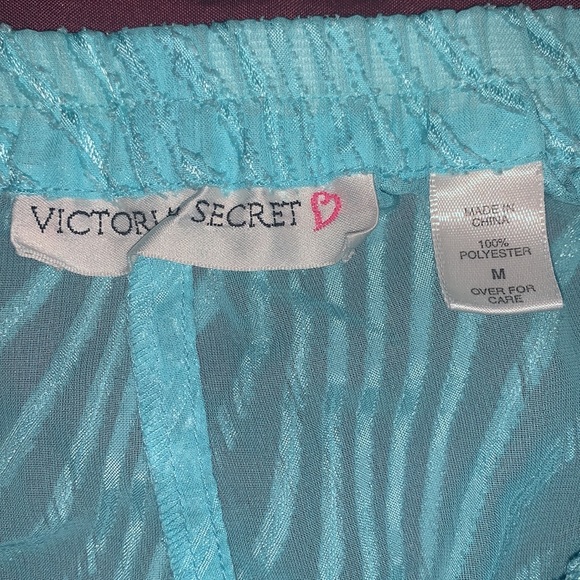 VICTORIA SECRET
MADE IN
CHINA
100%
POLYESTER
M
OVER FOR
CARE